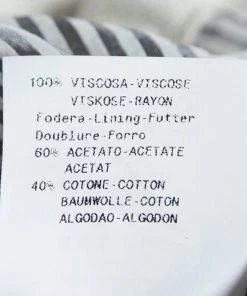 100% VISCOSA-VISCOSE
VISKOSE-RAYON
Fodera-Lining-Futter
Doublure-Forro
60% ACETATO-ACETATE
ACETAT
40% COTONE-COTTON
BAUMWOLLE-COTON
ALGODAO-ALGODON